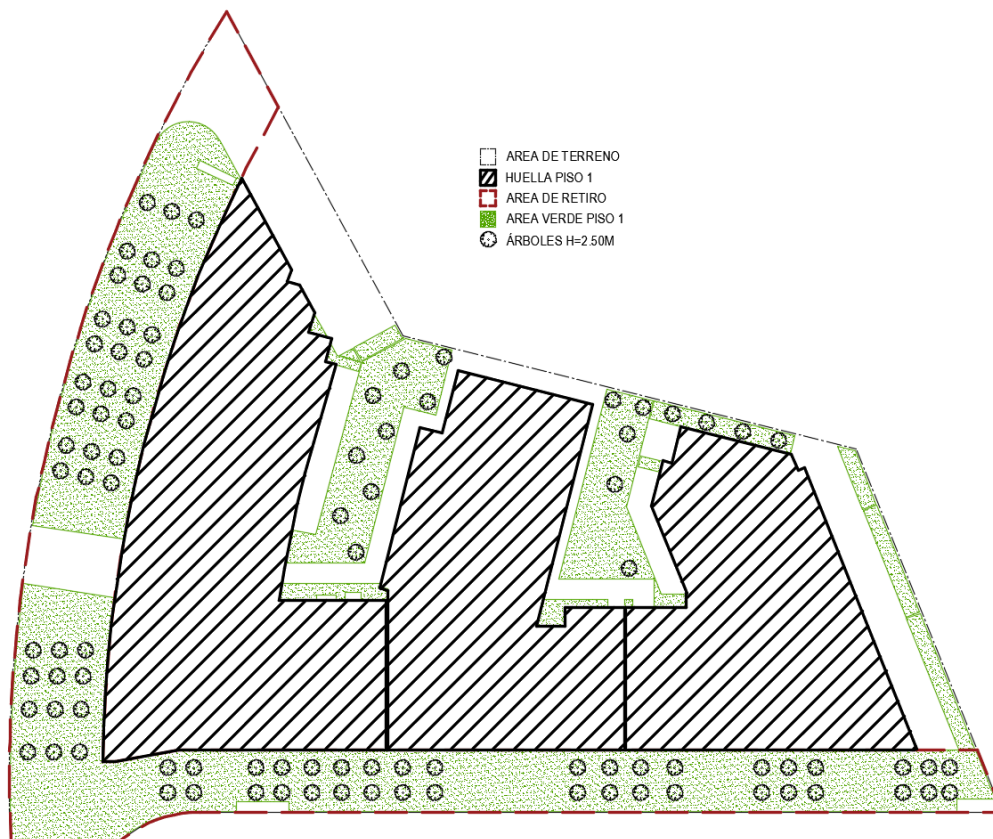 AREA DE TERRENO
HUELLA PISO 1
AREA DE RETIRO
AREA VERDE PISO 1
ÁRBOLES H=2.50M